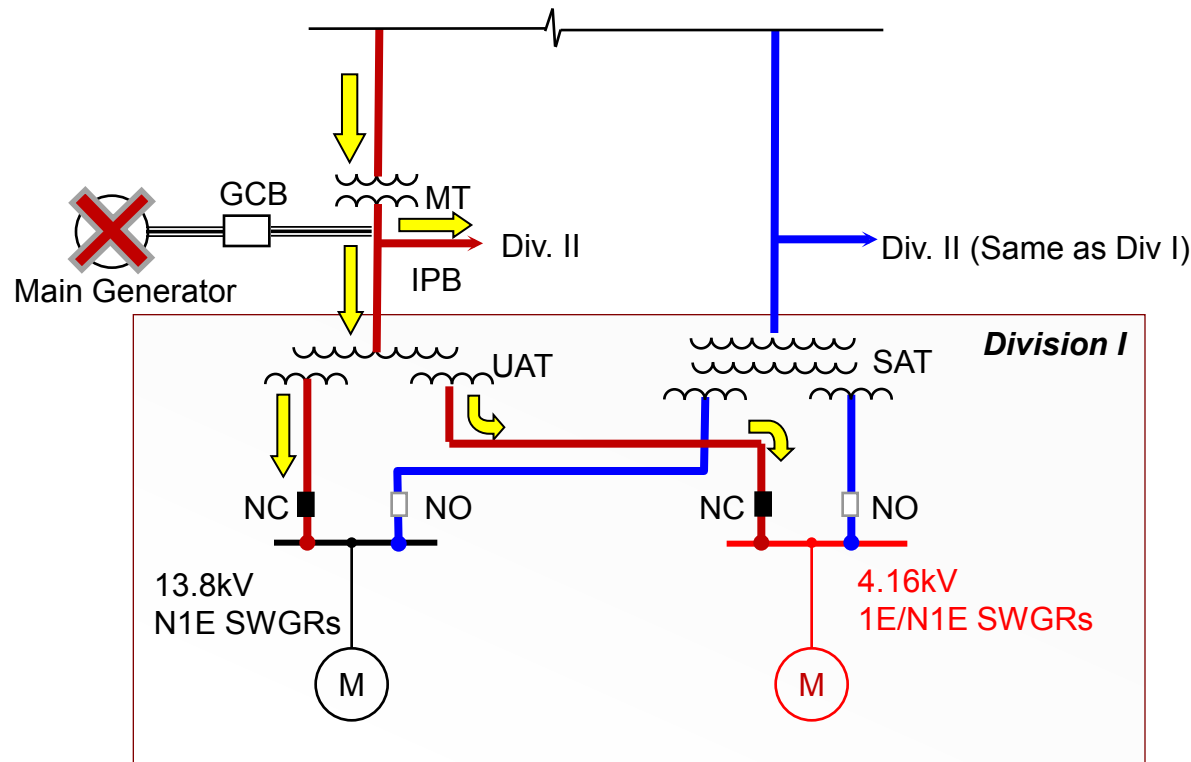 GCB
MT
Div. II
Div. II (Same as Div I)
Main Generator
IPB
Division I
UAT
SAT
NC
NO
NC
NO
13.8kV
N1E SWGRs
4.16kV
1E/N1E SWGRs
M
M